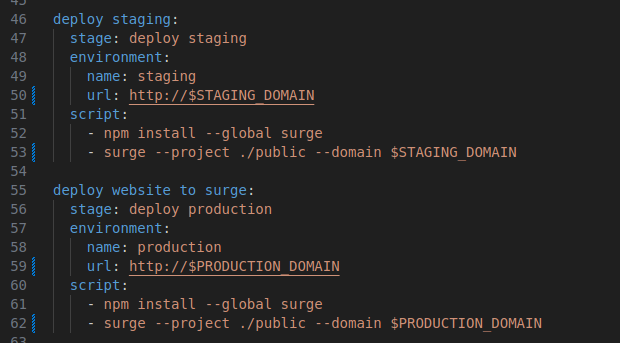 45
46 deploy staging:
47 stage: deploy staging
48 environment:
49 name: staging
50 url: http://$STAGING_DOMAIN
51 script:
52 - npm install --global surge
53 - surge --project ./public --domain $STAGING_DOMAIN
54
55 deploy website to surge:
56 stage: deploy production
57 environment:
58 name: production
59 url: http://$PRODUCTION_DOMAIN
60 script:
61 - npm install --global surge
62 - surge --project ./public --domain $PRODUCTION_DOMAIN
63